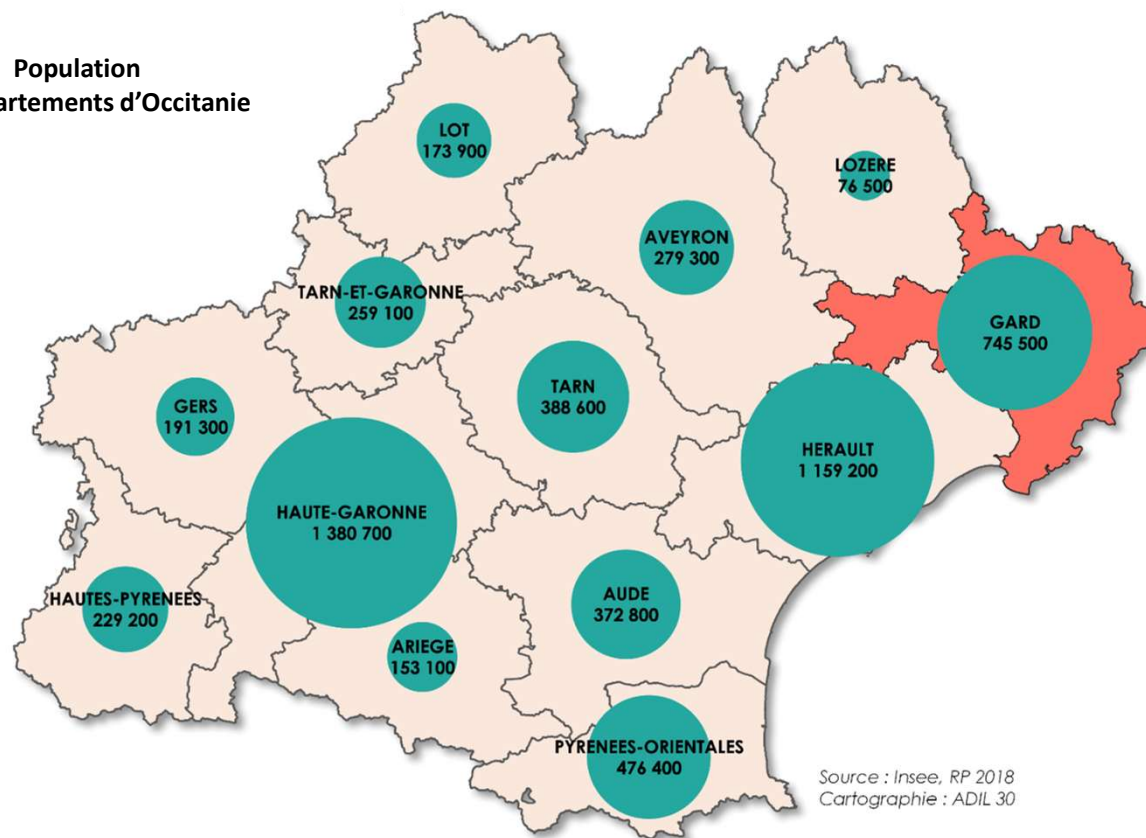 Population
artements d'Occitanie
LOT
173 900
LOZERE
76 500
AVEYRON
279 300
TARN-ET-GARONNE
259 100
GARD
745 500
TARN
388 600
GERS
191 300
HERAULT
1 159 200
HAUTE-GARONNE
1 380 700
HAUTES-PYRENEES
229 200
AUDE
372 800
ARIEGE
153 100
PYRENEES-ORIENTALES
476 400
Source : Insee, RP 2018
Cartographie : ADIL 30